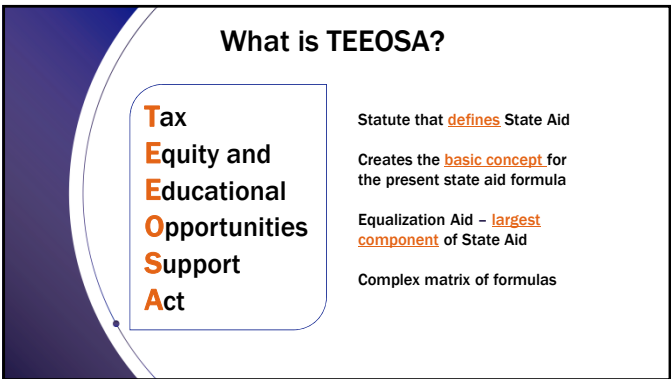 What is TEEOSA?
Tax
Equity and
Educational
Opportunities
Support
Act
Statute that defines State Aid
Creates the basic concept for
the present state aid formula
Equalization Aid – largest
component of State Aid
Complex matrix of formulas